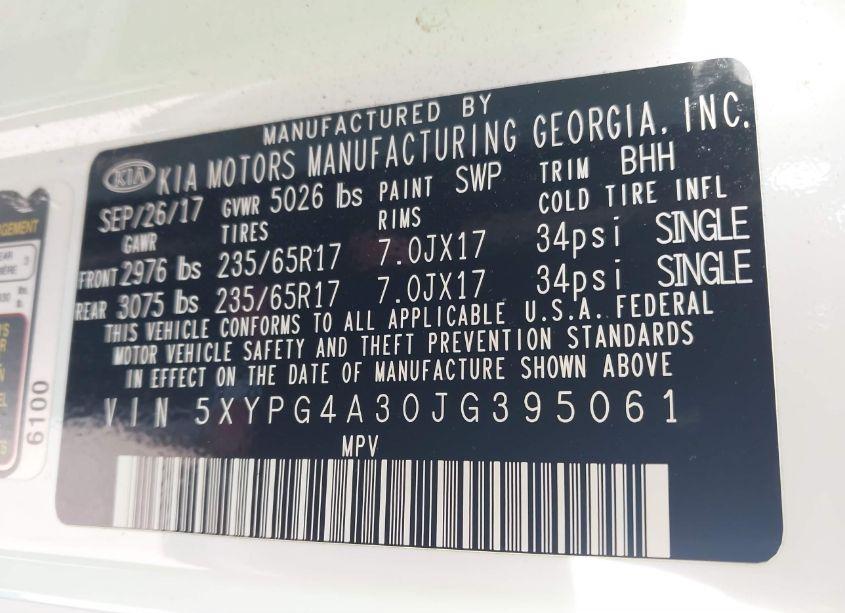 MANUFACTURED BY
KIA KIA MOTORS MANUFACTURING GEORGIA, INC.
SEP/26/17 GVWR 5026 lbs PAINT SWP TRIM BHH
GAWR TIRES RIMS COLD TIRE INFL
FRONT 2976 lbs 235/65R17 7.0JX17 34psi SINGLE
REAR 3075 lbs 235/65R17 7.0JX17 34psi SINGLE
THIS VEHICLE CONFORMS TO ALL APPLICABLE U.S.A. FEDERAL
MOTOR VEHICLE SAFETY AND THEFT PREVENTION STANDARDS
IN EFFECT ON THE DATE OF MANUFACTURE SHOWN ABOVE
VIN 5XYPG4A30JG395061
MPV
6100